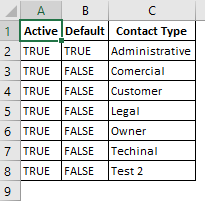 A B C
1 Active Default Contact Type
2 TRUE TRUE Administrative
3 TRUE FALSE Comercial
4 TRUE FALSE Customer
5 TRUE FALSE Legal
6 TRUE FALSE Owner
7 TRUE FALSE Techinal
8 TRUE FALSE Test 2
9